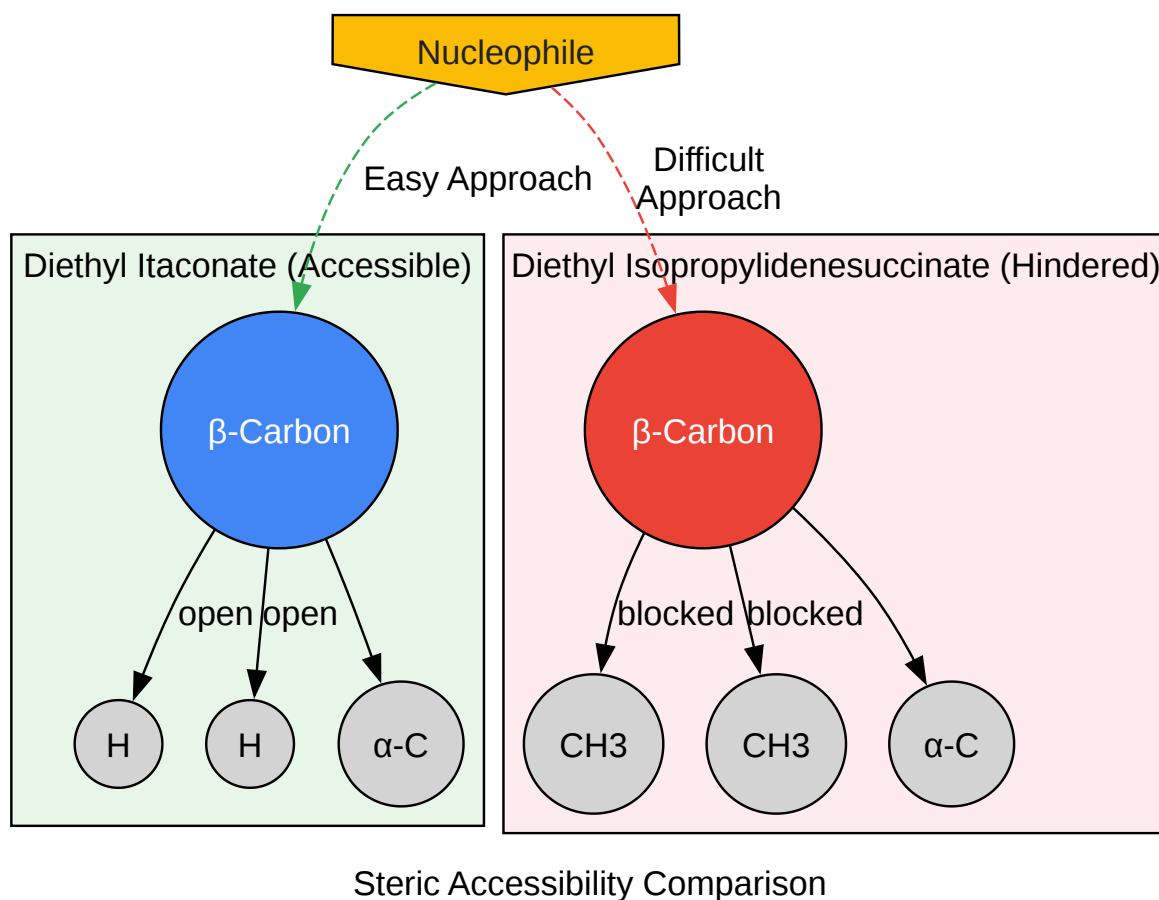 Nucleophile
Easy Approach
Difficult
Approach
Diethyl Itaconate (Accessible)
Diethyl Isopropylidenesuccinate (Hindered)
β-Carbon
β-Carbon
open
open
blocked
blocked
H
H
α-C
CH3
CH3
α-C
Steric Accessibility Comparison